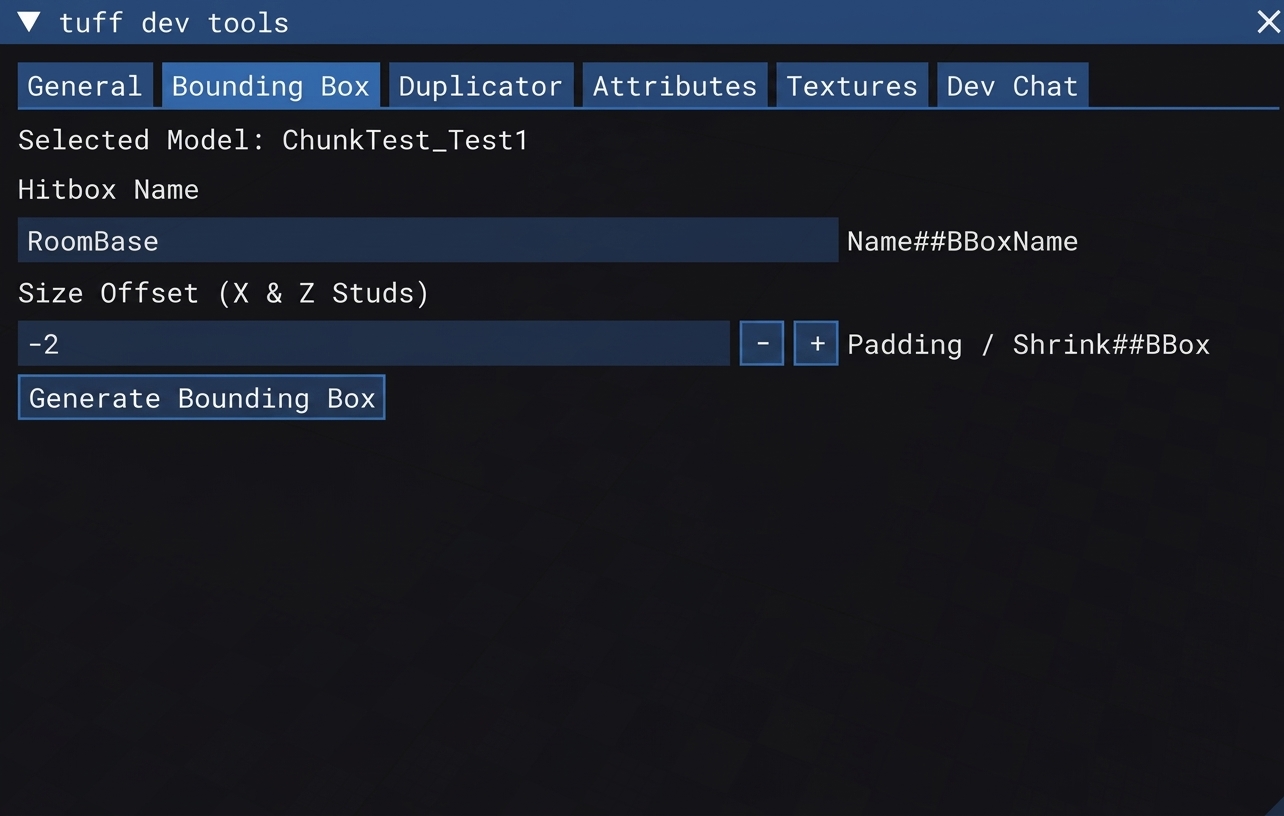 ▼ tuff dev tools
General Bounding Box Duplicator Attributes Textures Dev Chat
Selected Model: ChunkTest_Test1
Hitbox Name
RoomBase Name##BBoxName
Size Offset (X & Z Studs)
-2 - + Padding / Shrink##BBox
Generate Bounding Box